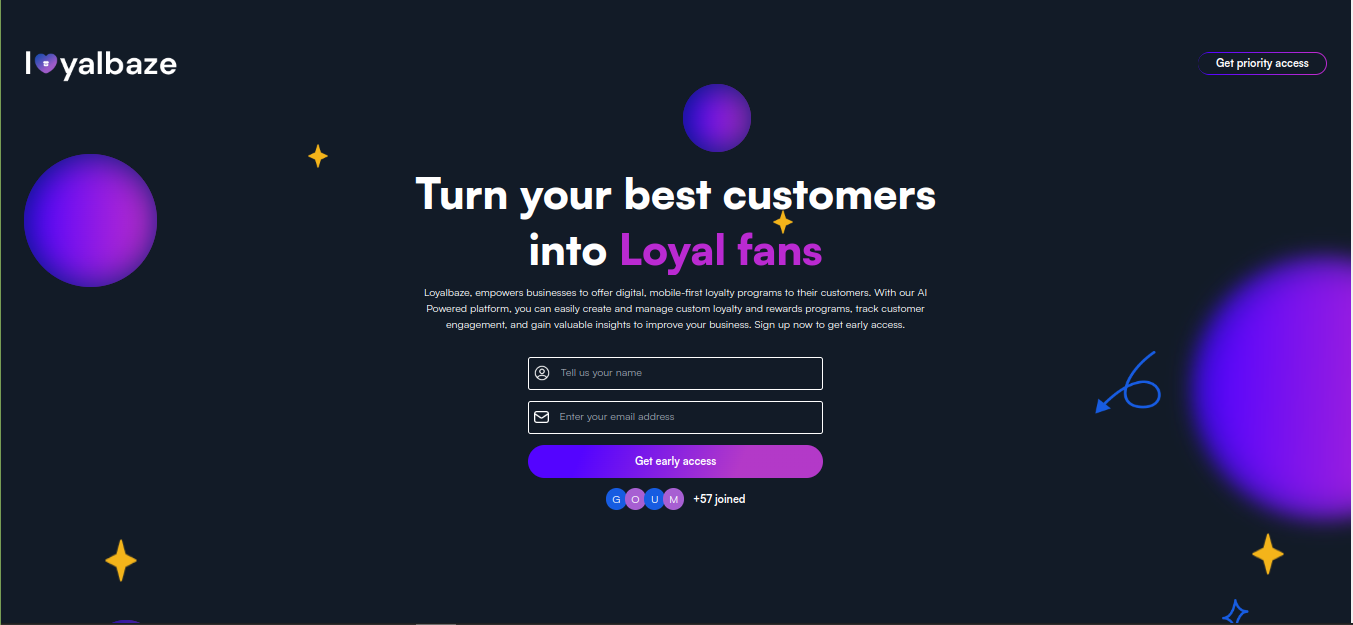 loyalbaze
Get priority access
Turn your best customers
into Loyal fans
Loyalbaze, empowers businesses to offer digital, mobile-first loyalty programs to their customers. With our AI
Powered platform, you can easily create and manage custom loyalty and rewards programs, track customer
engagement, and gain valuable insights to improve your business. Sign up now to get early access.
Tell us your name
Enter your email address
Get early access
G O U M +57 joined